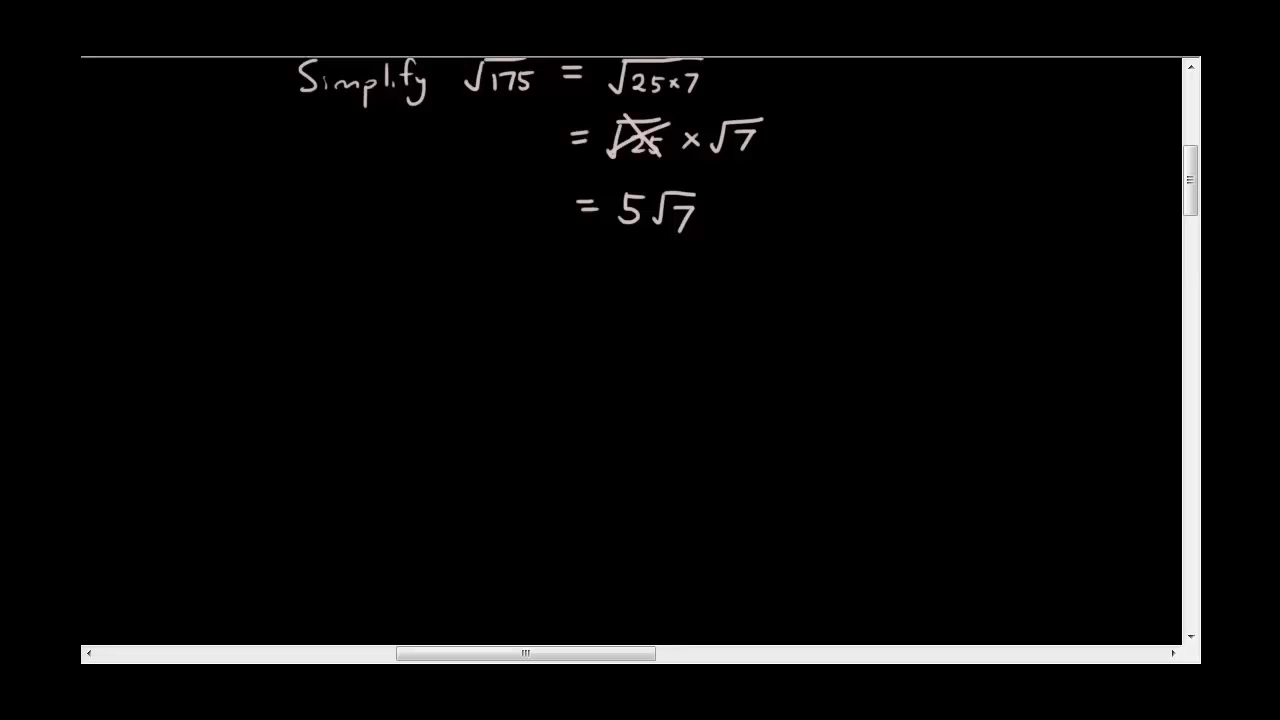 Simplify √175 = √25×7
= √25 × √7
= 5√7